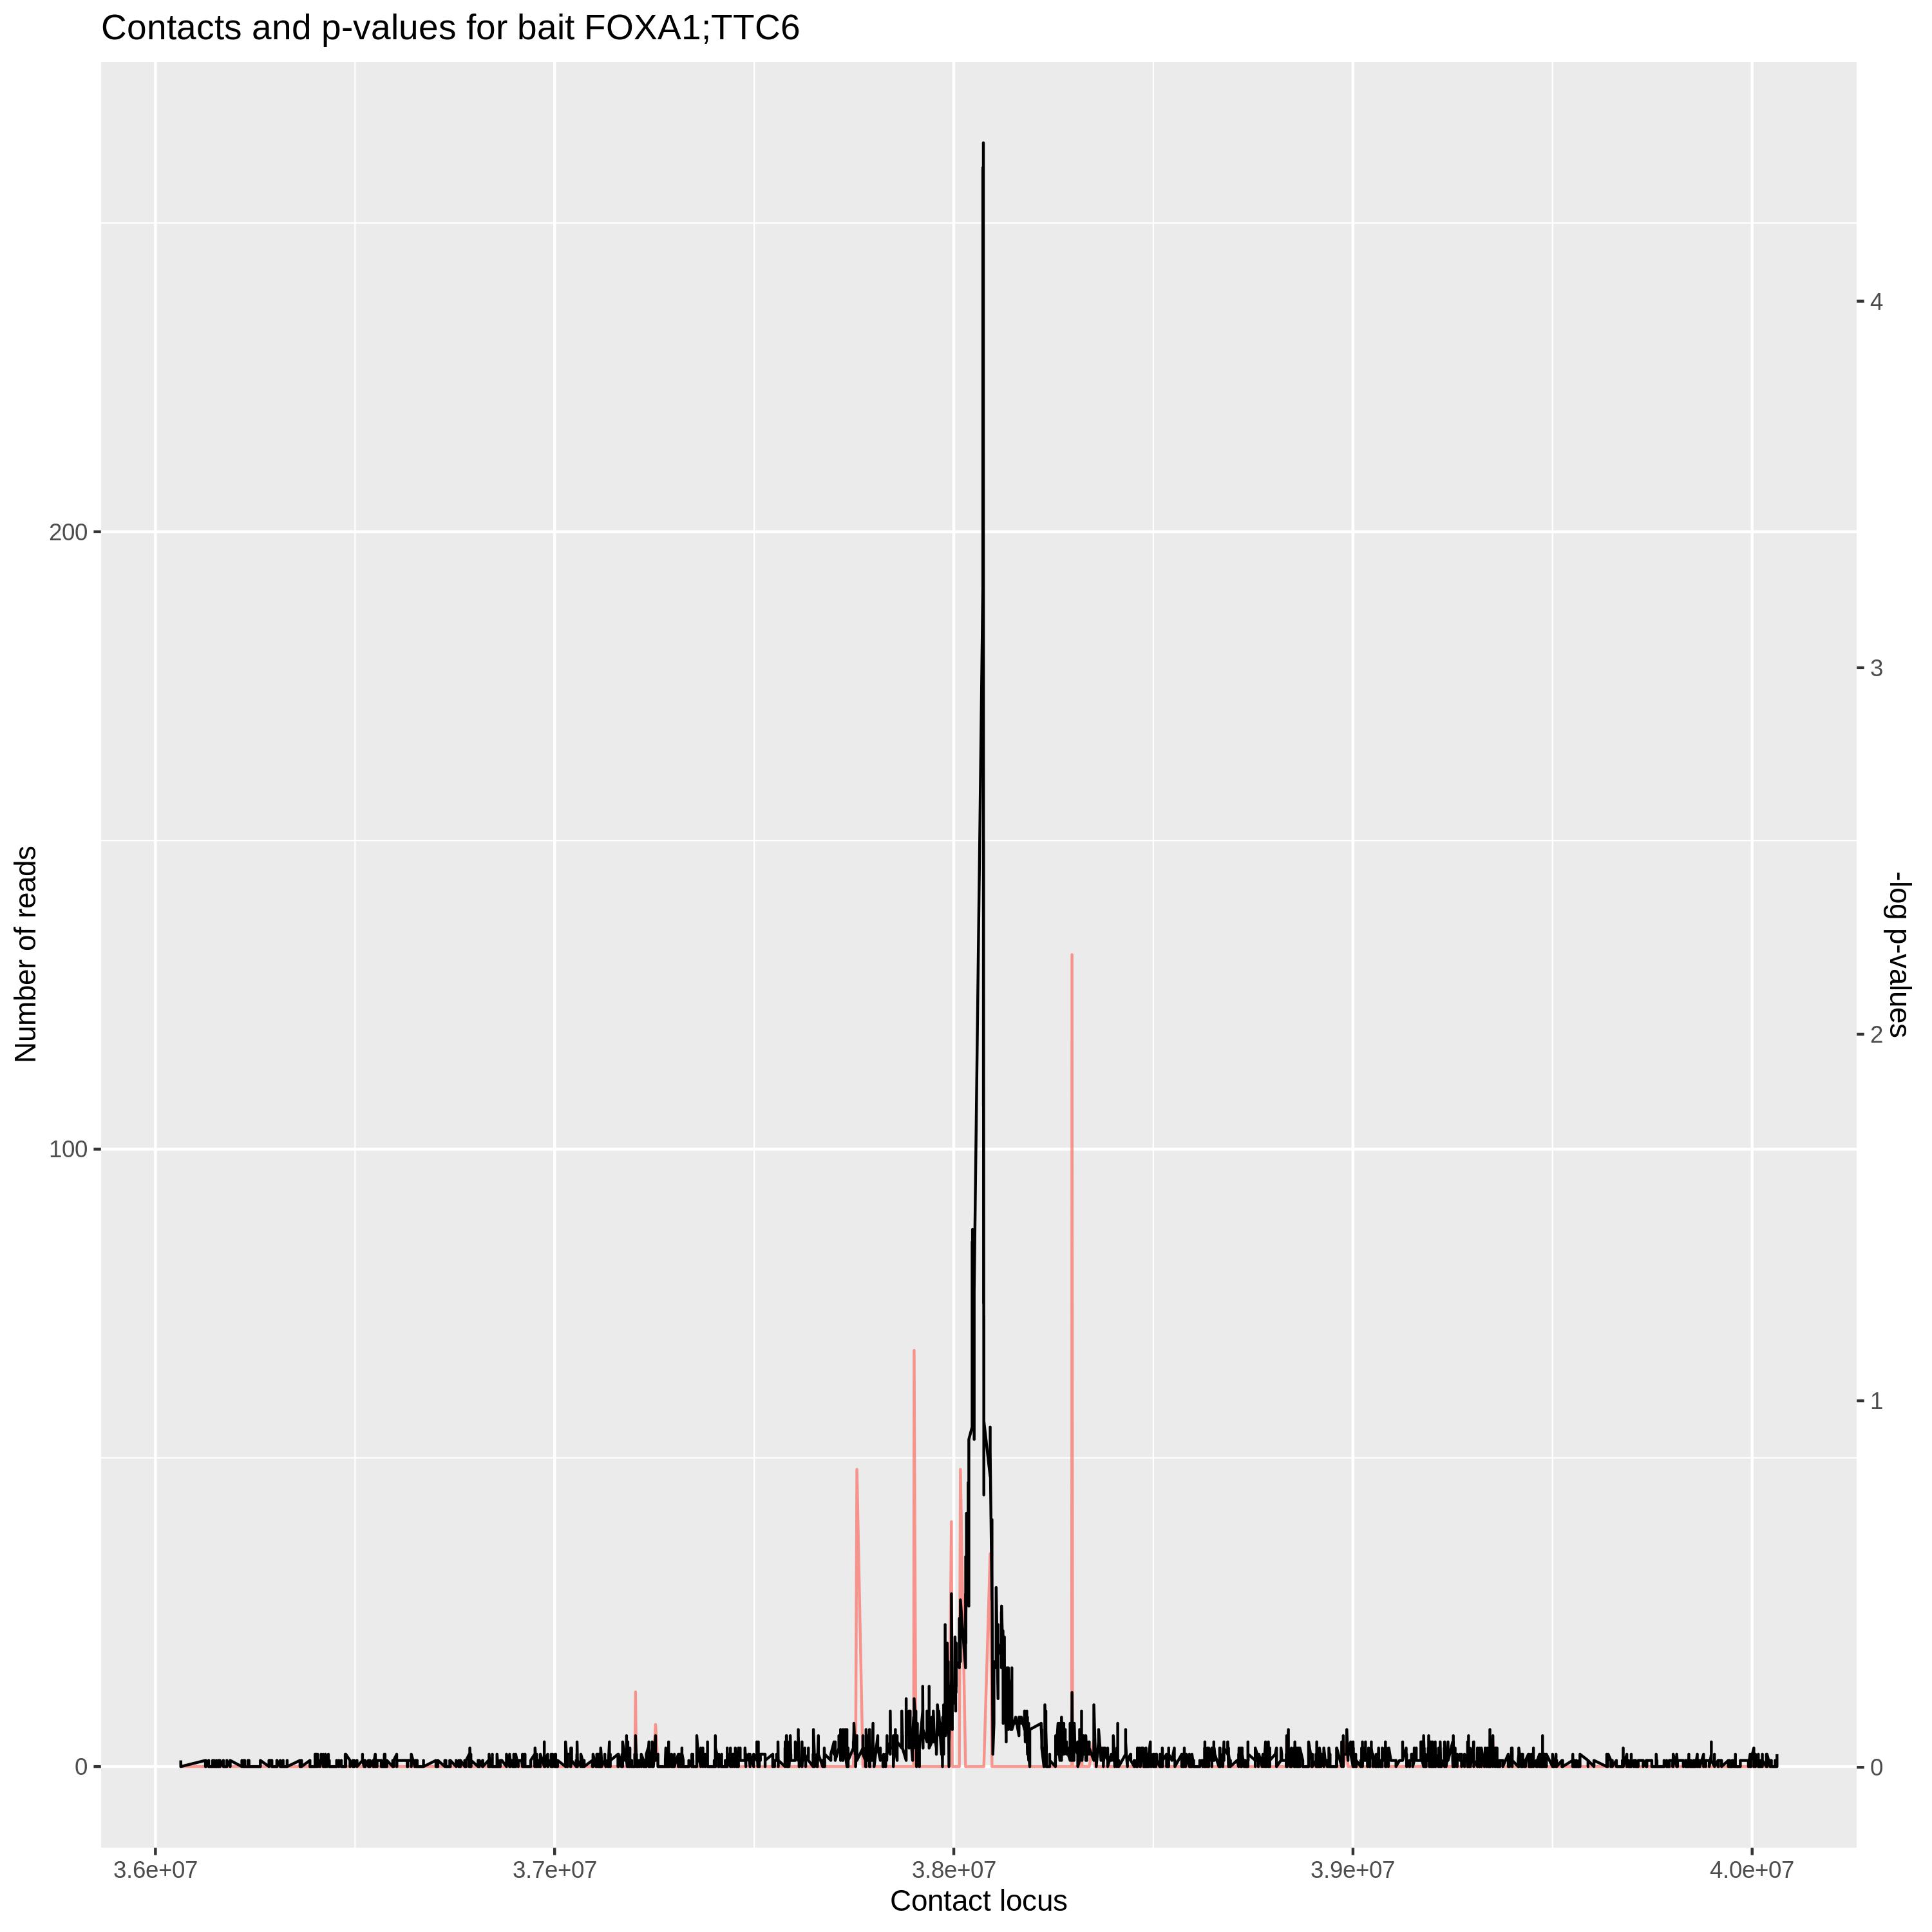 Contacts and p-values for bait FOXA1;TTC6
Number of reads
200
100
0
4
3
2
1
0
-log p-values
3.6e+07
3.7e+07
3.8e+07
3.9e+07
4.0e+07
Contact locus